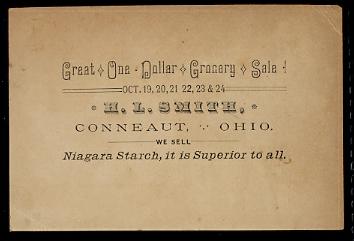 Great One-Dollar Grocery Sale!
OCT. 19, 20, 21 22, 23 & 24
H. L. SMITH,
CONNEAUT, OHIO.
WE SELL
Niagara Starch, it is Superior to all.